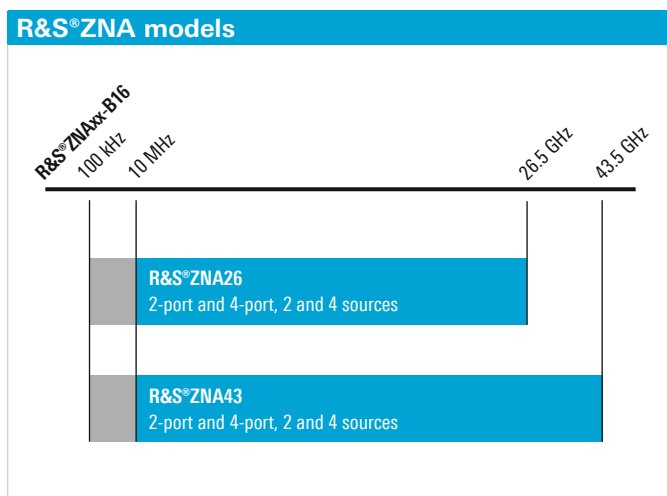 R&S®ZNA models
R&S®ZNAxx-B16
100 kHz
10 MHz
26.5 GHz
43.5 GHz
R&S®ZNA26
2-port and 4-port, 2 and 4 sources
R&S®ZNA43
2-port and 4-port, 2 and 4 sources